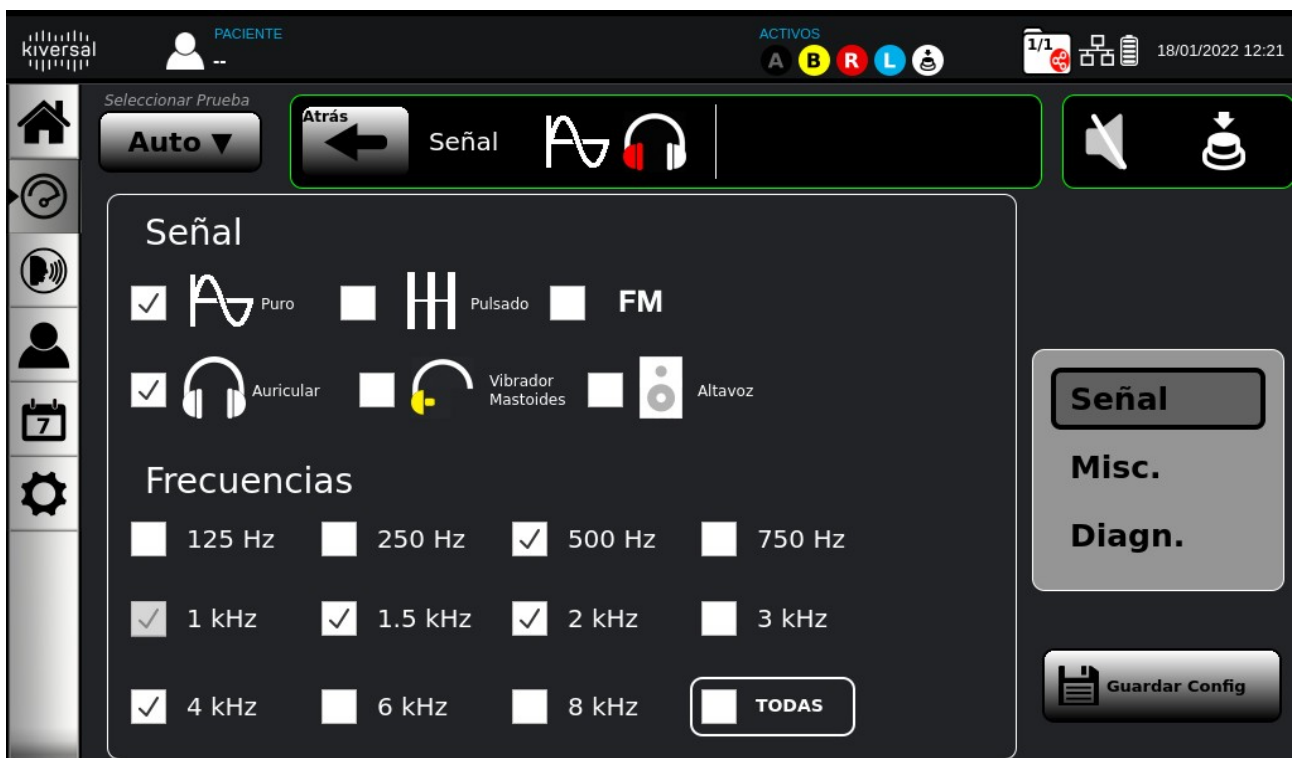 kiversal
PACIENTE
--
ACTIVOS
A B R L
1/1
18/01/2022 12:21
Seleccionar Prueba
Auto ▼
Atrás
Señal
Señal
Puro
Pulsado
FM
Auricular
Vibrador
Mastoides
Altavoz
Frecuencias
125 Hz 250 Hz 500 Hz 750 Hz
1 kHz 1.5 kHz 2 kHz 3 kHz
4 kHz 6 kHz 8 kHz TODAS
7
Señal
Misc.
Diagn.
Guardar Config